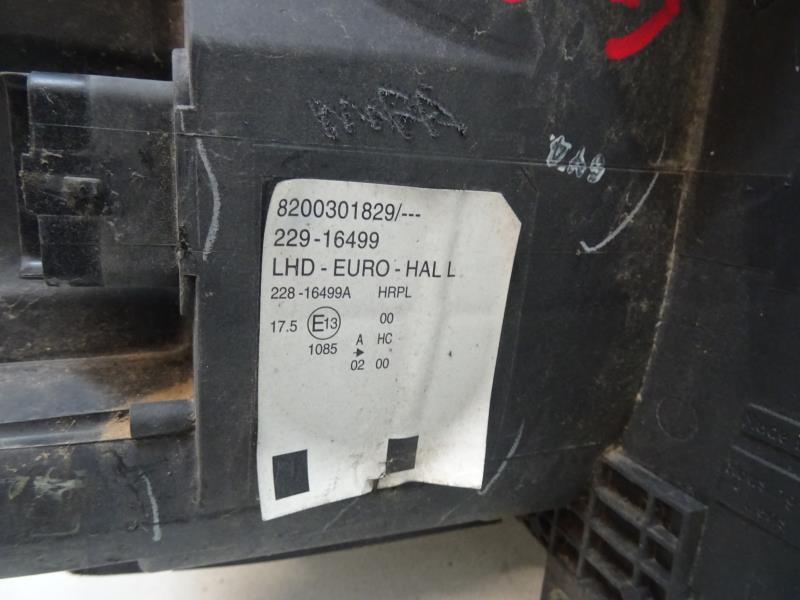 8200301829/---
229-16499
LHD - EURO - HAL L
228 -16499A HRPL
17.5 E13 00
1085 A HC
02 00